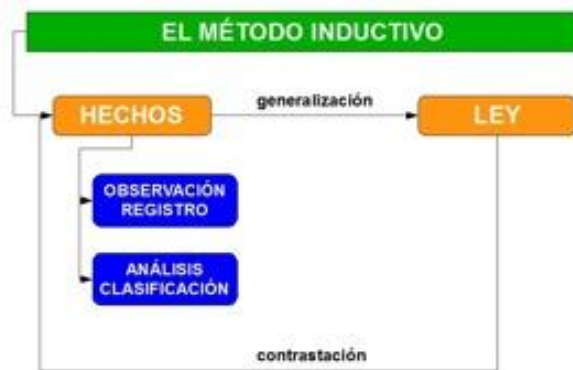 EL MÉTODO INDUCTIVO
generalización
HECHOS
LEY
OBSERVACIÓN
REGISTRO
ANÁLISIS
CLASIFICACIÓN
contrastación